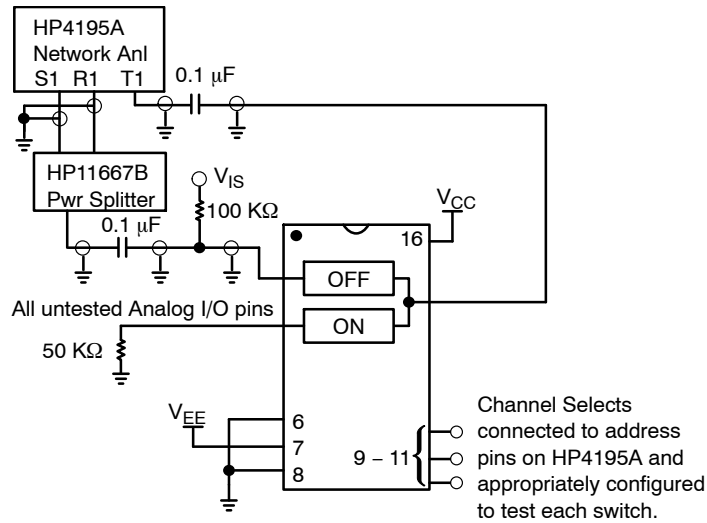 HP4195A
Network Anl
S1 R1 T1
0.1 μF
HP11667B
Pwr Splitter
V_IS
100 KΩ
0.1 μF
V_CC
16
OFF
All untested Analog I/O pins
ON
50 KΩ
V_EE
6
7
8
9 – 11
Channel Selects
connected to address
pins on HP4195A and
appropriately configured
to test each switch.